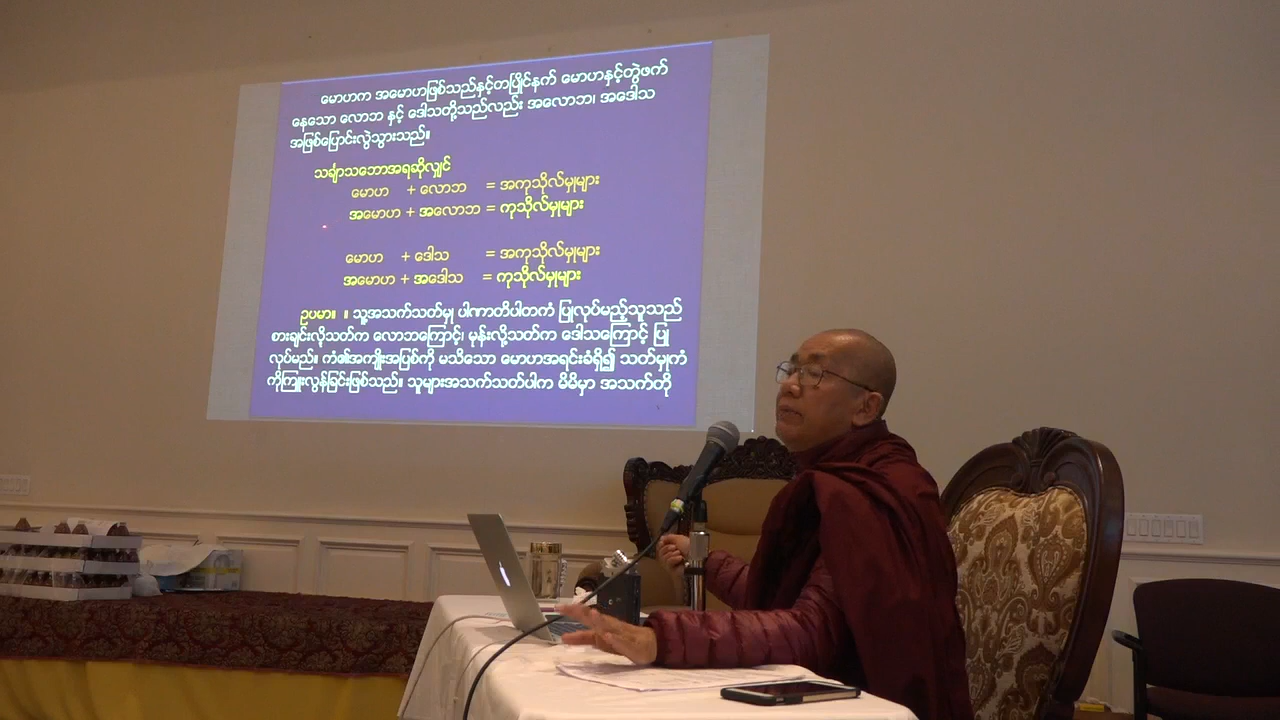 မောဟက အမောဟဖြစ်သည်နှင့်တပြိုင်နက် မောဟနှင့်တွဲဖက်
နေသော လောဘ နှင့် ဒေါသတို့သည်လည်း အလောဘ၊ အဒေါသ
အဖြစ်ပြောင်းလွဲသွားသည်။
သင်္ချာသဘောအရဆိုလျှင်
မောဟ + လောဘ = အကုသိုလ်မှုများ
အမောဟ + အလောဘ = ကုသိုလ်မှုများ
မောဟ + ဒေါသ = အကုသိုလ်မှုများ
အမောဟ + အဒေါသ = ကုသိုလ်မှုများ
ဥပမာ။ ။ သူ့အသက်သတ်မှု ပါဏာတိပါတကံ ပြုလုပ်မည့်သူသည်
စားချင်းလို့သတ်က လောဘကြောင့်၊ မုန်းလို့သတ်က ဒေါသကြောင့် ပြု
လုပ်မည်။ ကံ၏အကျိုးအပြစ်ကို မသိသော မောဟအရင်းခံရှိ၍ သတ်မှုကံ
ကိုကြူးလွန်ခြင်းဖြစ်သည်။ သူများအသက်သတ်ပါက မိမိမှာ အသက်တို